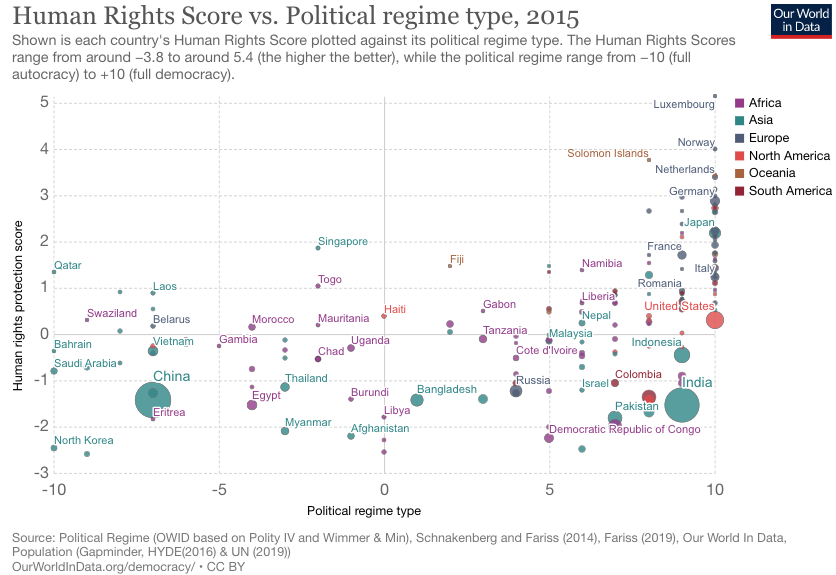 Human Rights Score vs. Political regime type, 2015
Our World
in Data
Shown is each country's Human Rights Score plotted against its political regime type. The Human Rights Scores
range from around −3.8 to around 5.4 (the higher the better), while the political regime range from −10 (full
autocracy) to +10 (full democracy).
5
Luxembourg
Africa
Asia
Europe
North America
Oceania
South America
4
Norway
Solomon Islands
Netherlands
3
Germany
Japan
2
Singapore
France
Fiji
Qatar
Namibia
Italy
Togo
Romania
1
Laos
Liberia
Gabon
United States
Swaziland
Haiti
Nepal
Belarus
Morocco
Mauritania
Tanzania
Malaysia
0
Bahrain
Vietnam
Gambia
Uganda
Indonesia
Chad
Cote d'Ivoire
Saudi Arabia
-1
China
Thailand
Russia
Israel
Colombia
India
Egypt
Burundi
Bangladesh
Pakistan
Eritrea
Libya
-2
Myanmar
Afghanistan
Democratic Republic of Congo
North Korea
-3
Human rights protection score
-10
-5
0
5
10
Political regime type
Source: Political Regime (OWID based on Polity IV and Wimmer & Min), Schnakenberg and Fariss (2014), Fariss (2019), Our World In Data,
Population (Gapminder, HYDE(2016) & UN (2019))
OurWorldInData.org/democracy/ • CC BY